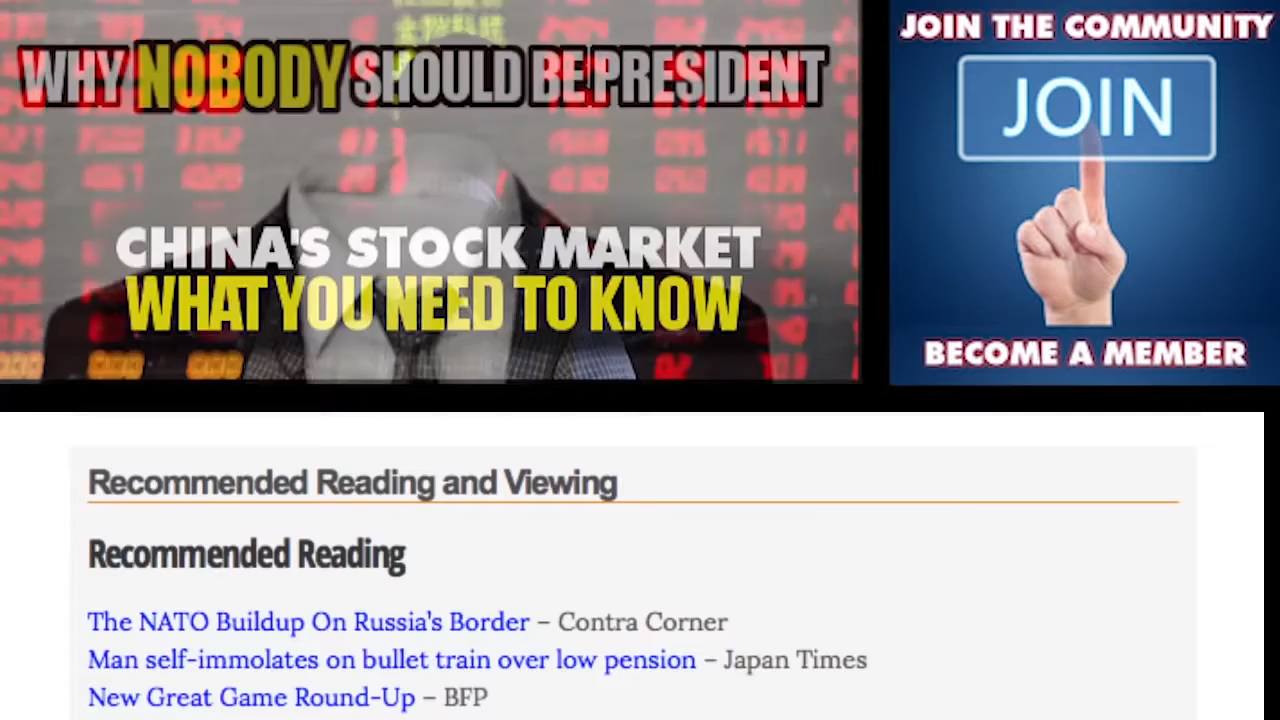 WHY NOBODY SHOULD BE PRESIDENT
CHINA'S STOCK MARKET
WHAT YOU NEED TO KNOW
JOIN THE COMMUNITY
JOIN
BECOME A MEMBER
Recommended Reading and Viewing
Recommended Reading
The NATO Buildup On Russia's Border – Contra Corner
Man self-immolates on bullet train over low pension – Japan Times
New Great Game Round-Up – BFP